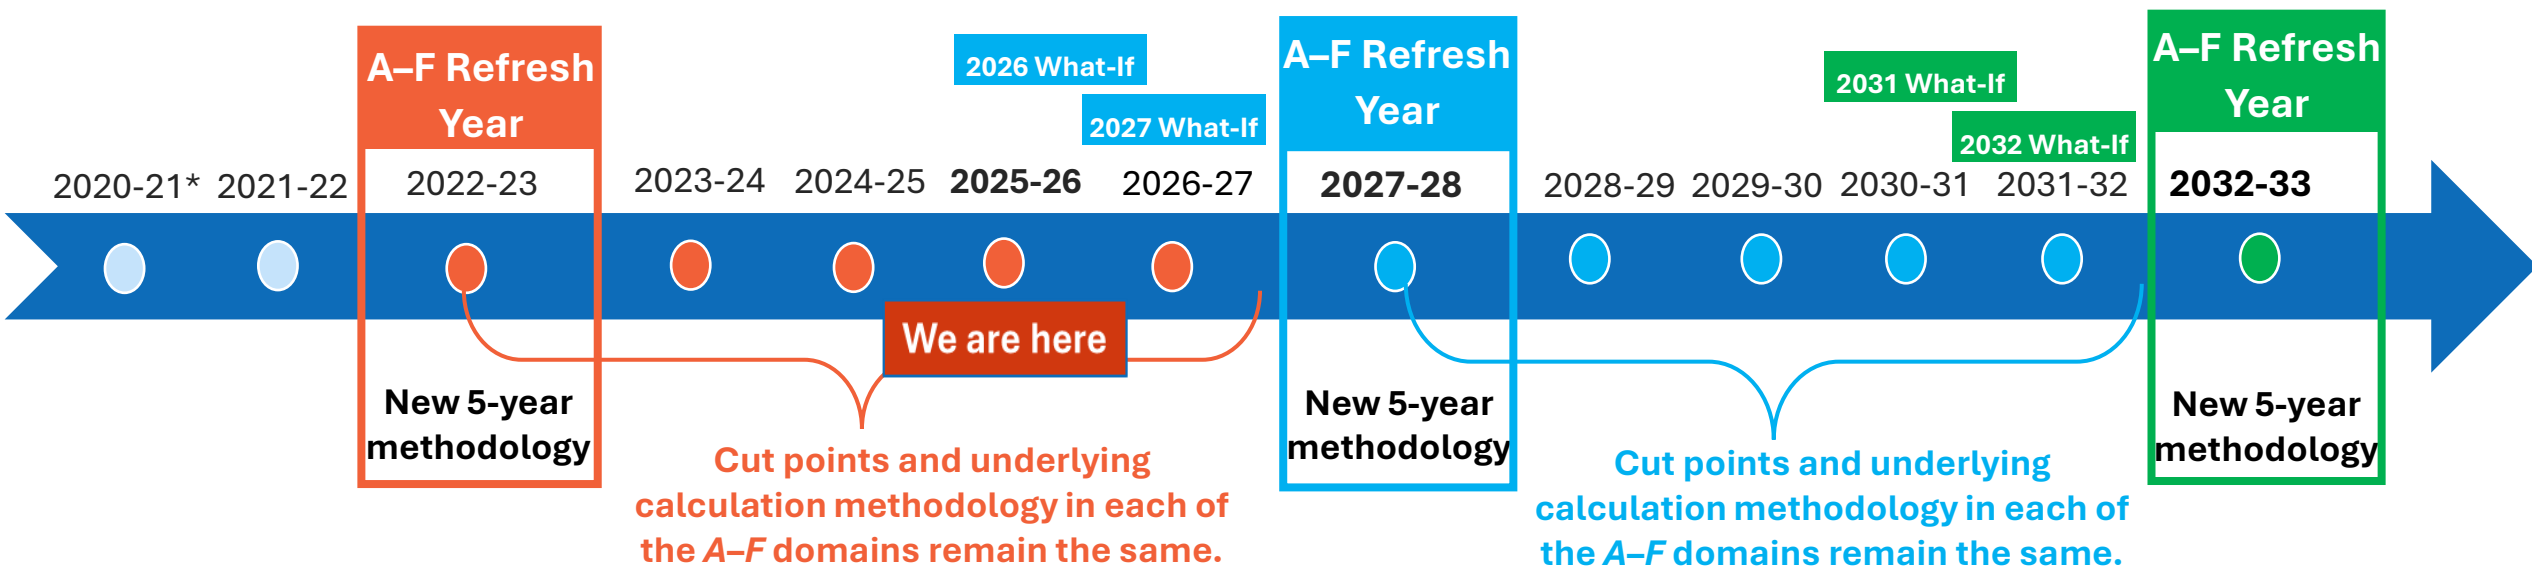 A–F Refresh
Year
2026 What-If
2027 What-If
A–F Refresh
Year
2031 What-If
2032 What-If
A–F Refresh
Year
2020-21* 2021-22 2022-23 2023-24 2024-25 2025-26 2026-27 2027-28 2028-29 2029-30 2030-31 2031-32 2032-33
We are here
New 5-year
methodology
Cut points and underlying
calculation methodology in each of
the A–F domains remain the same.
New 5-year
methodology
Cut points and underlying
calculation methodology in each of
the A–F domains remain the same.
New 5-year
methodology